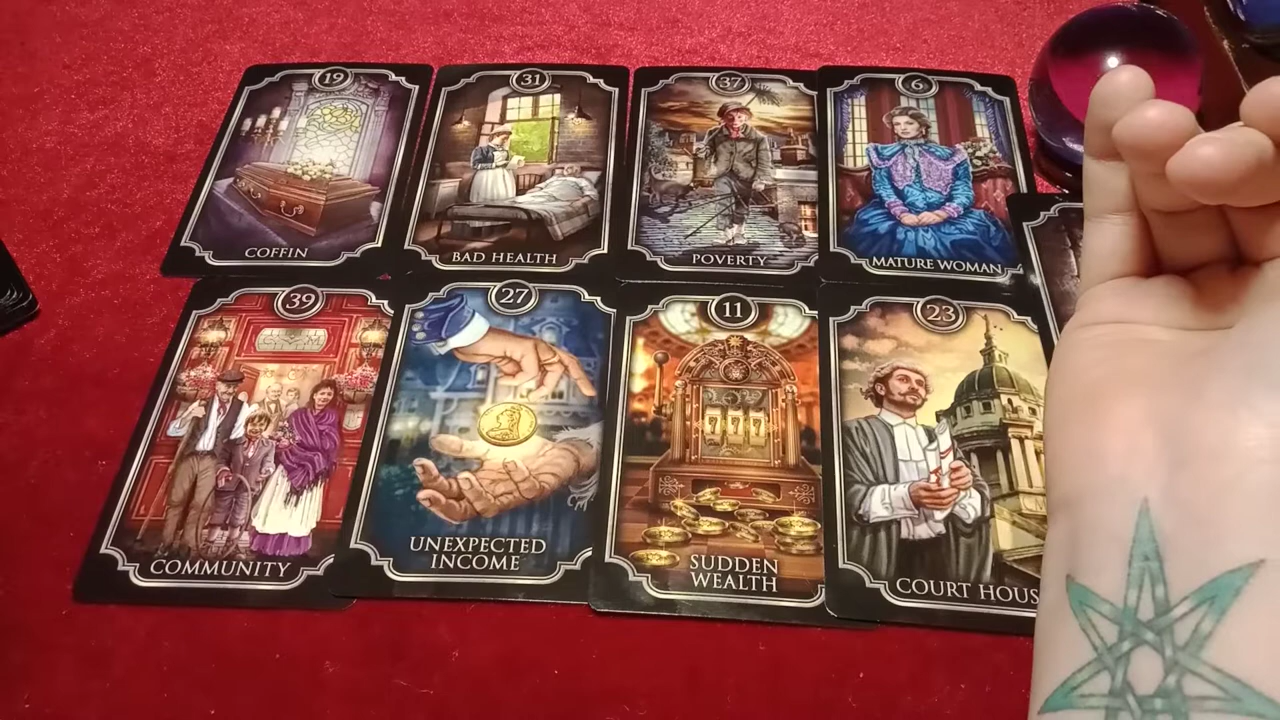 19
COFFIN
31
BAD HEALTH
37
POVERTY
6
MATURE WOMAN
39
COMMUNITY
27
UNEXPECTED
INCOME
11
777
SUDDEN
WEALTH
23
COURT HOUS